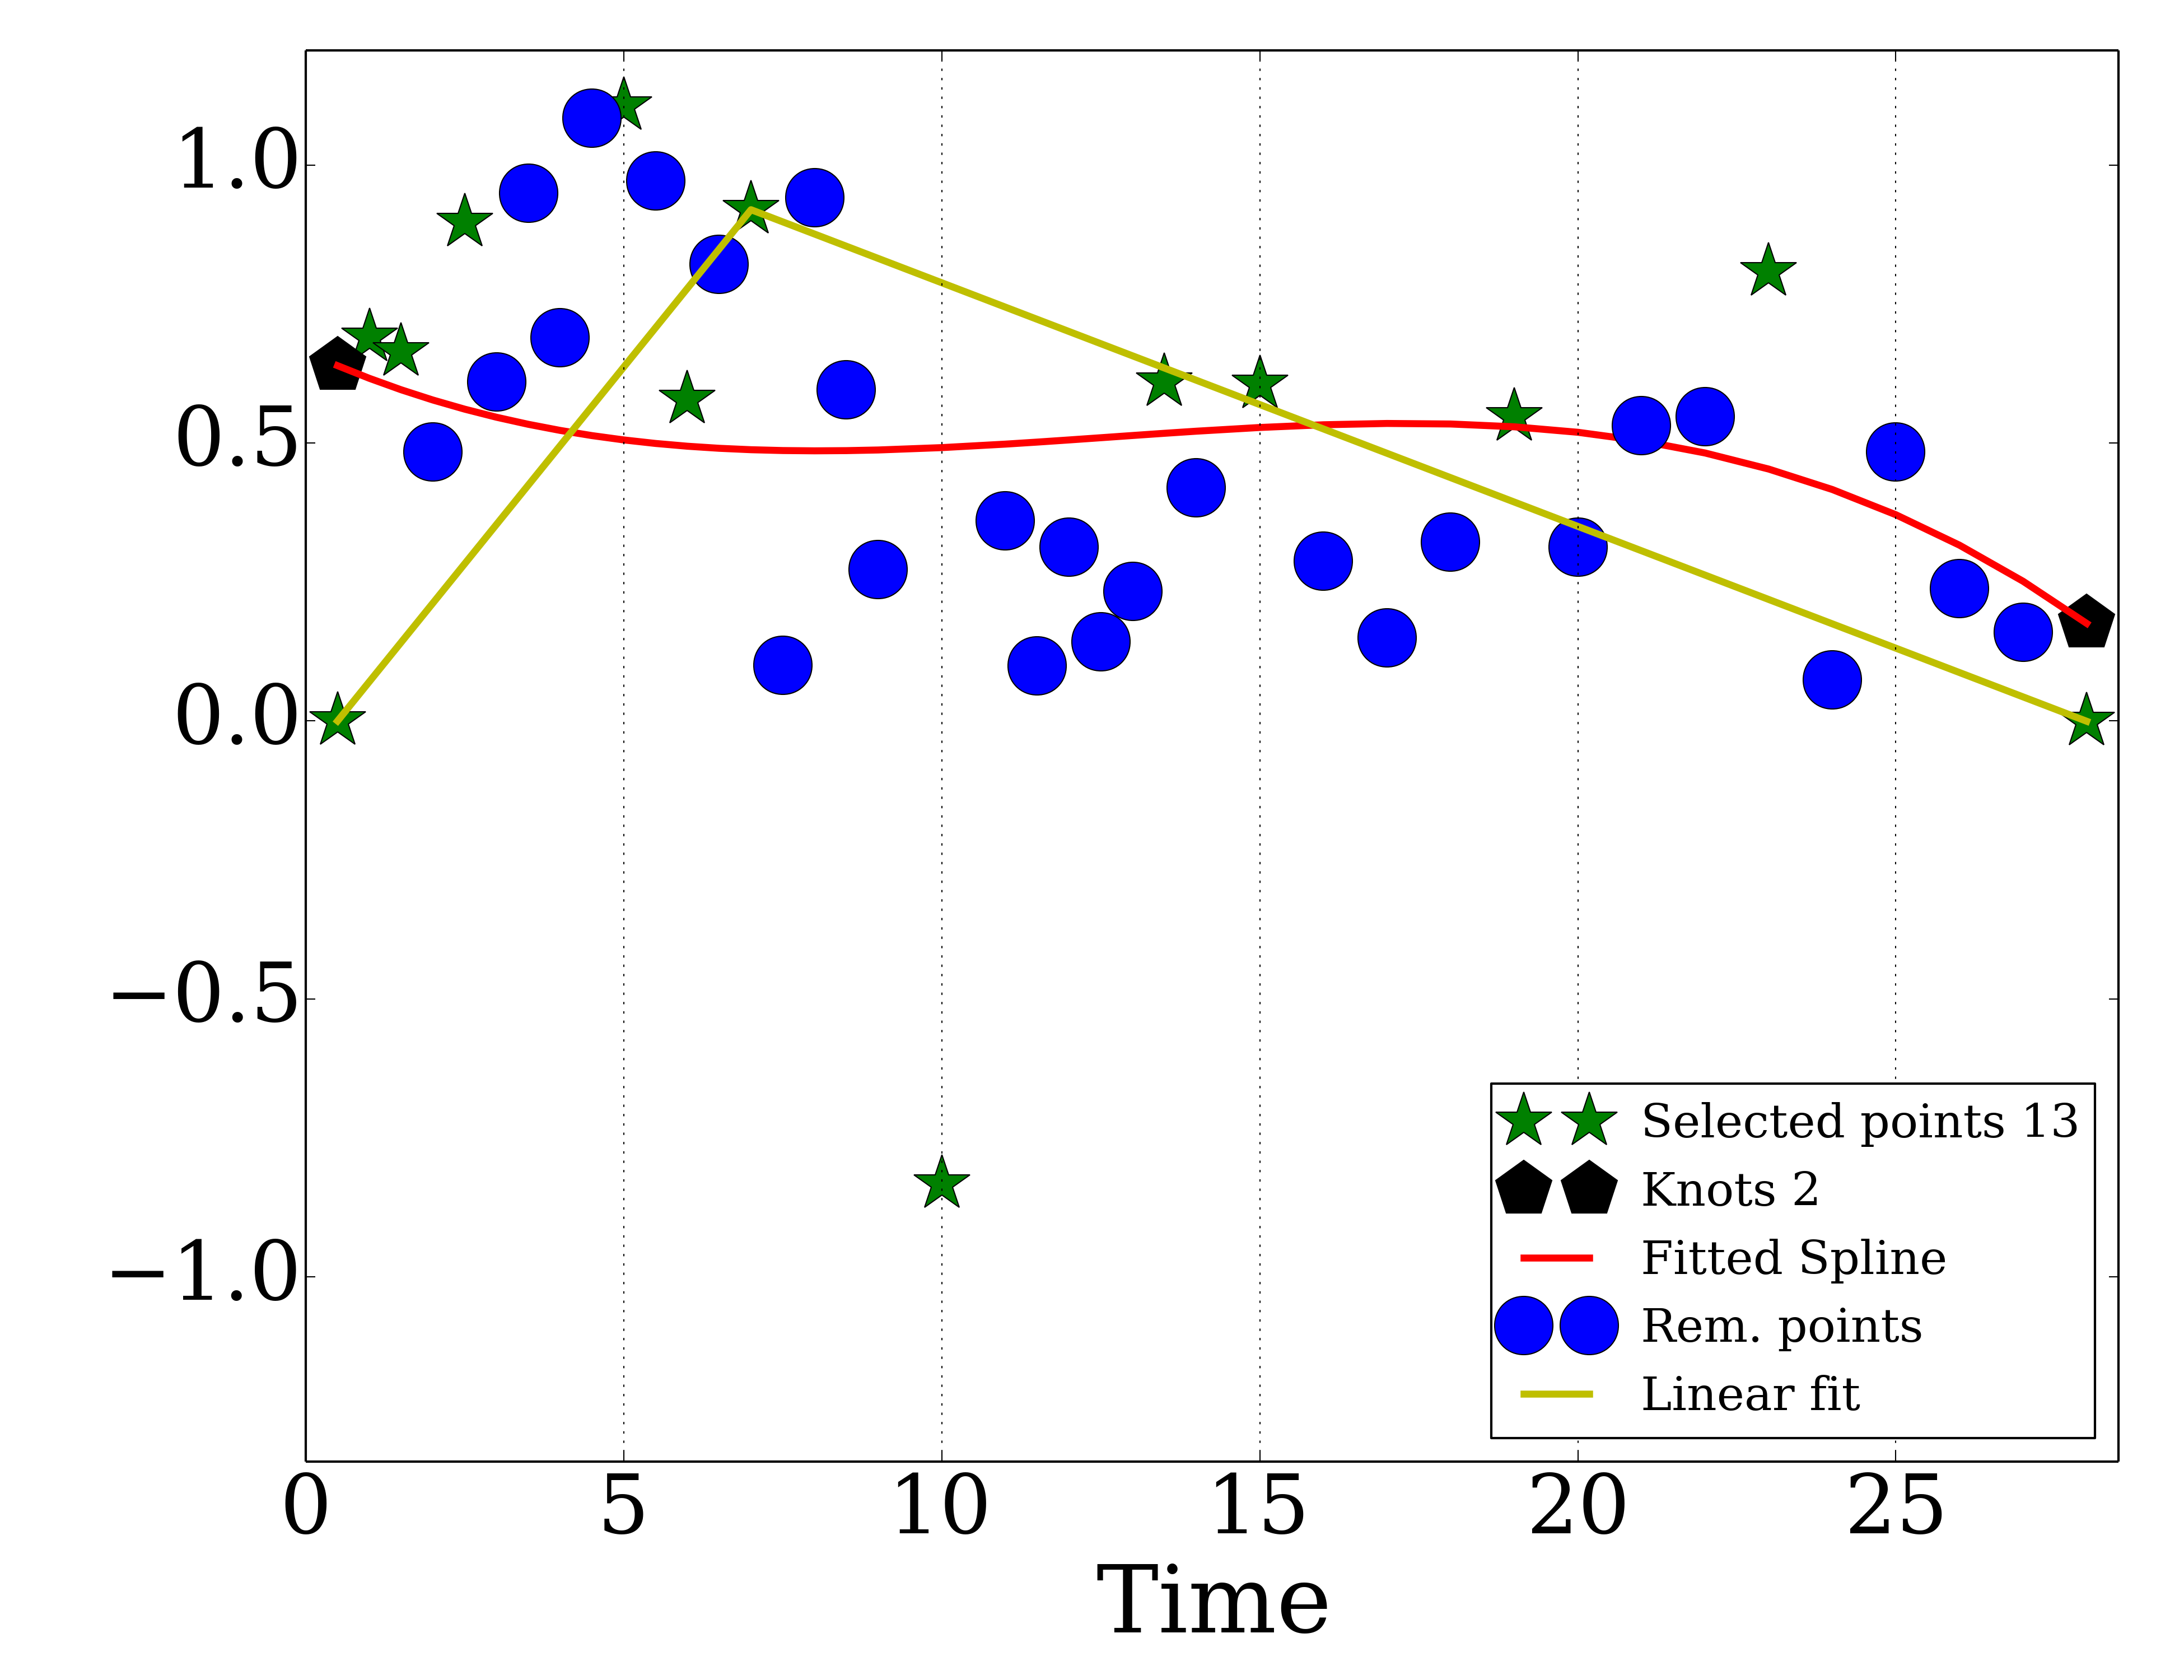 1.0
0.5
0.0
−0.5
−1.0
Selected points 13
Knots 2
Fitted Spline
Rem. points
Linear fit
0 5 10 15 20 25
Time